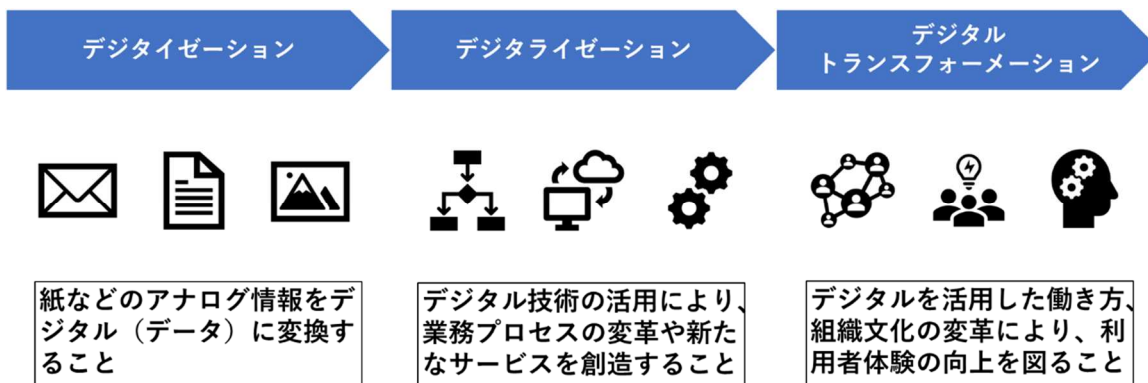 デジタイゼーション
デジタライゼーション
デジタル
トランスフォーメーション
紙などのアナログ情報をデ
ジタル（データ）に変換す
ること
デジタル技術の活用により、
業務プロセスの変革や新た
なサービスを創造すること
デジタルを活用した働き方、
組織文化の変革により、利
用者体験の向上を図ること